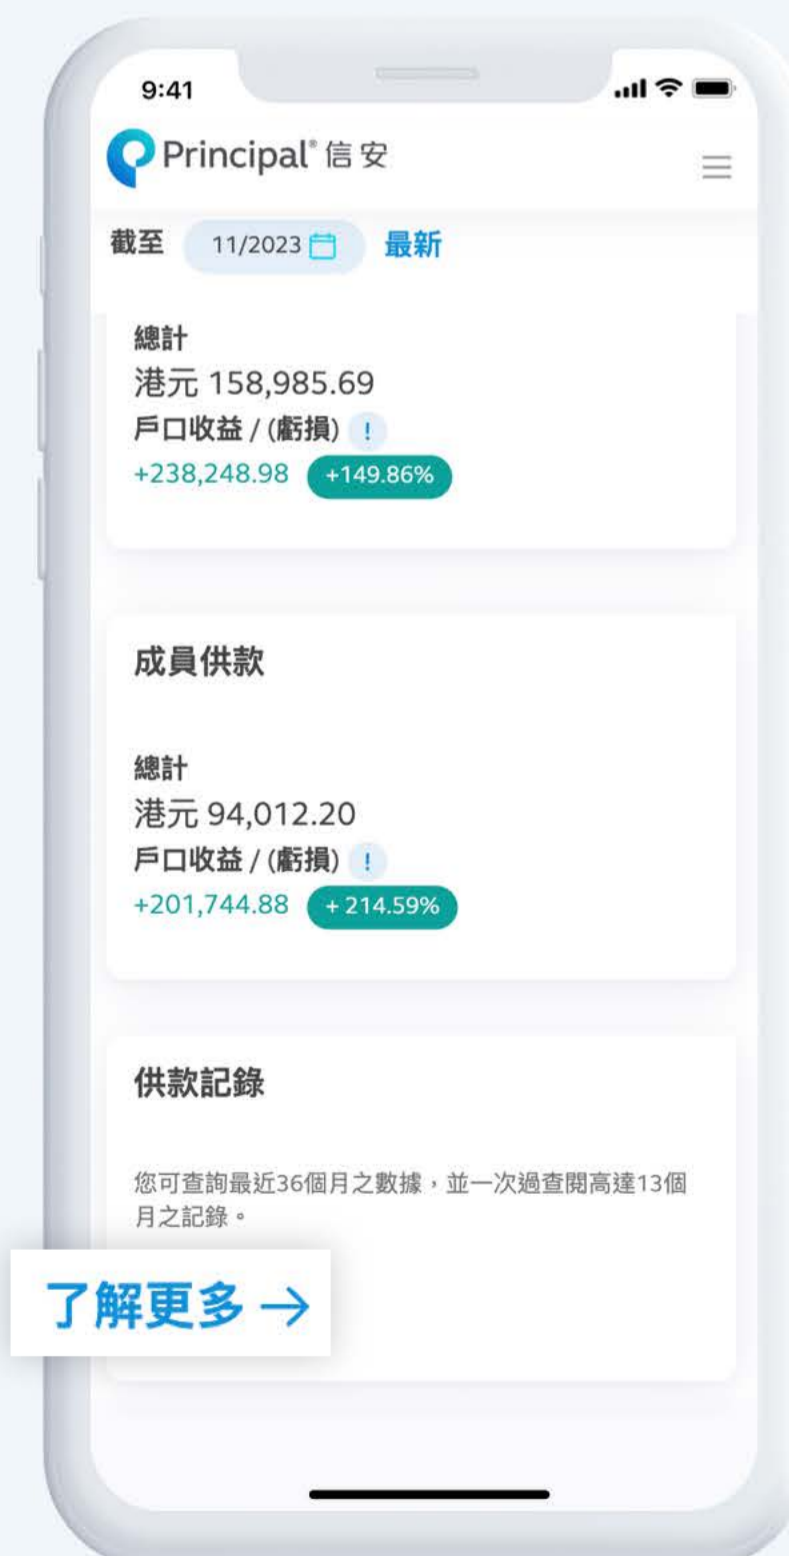 9:41
Principal® 信安
截至 11/2023 最新
總計
港元 158,985.69
戶口收益 / (虧損) !
+238,248.98 +149.86%
成員供款
總計
港元 94,012.20
戶口收益 / (虧損) !
+201,744.88 + 214.59%
供款記錄
您可查詢最近36個月之數據，並一次過查閱高達13個
月之記錄。
了解更多 →